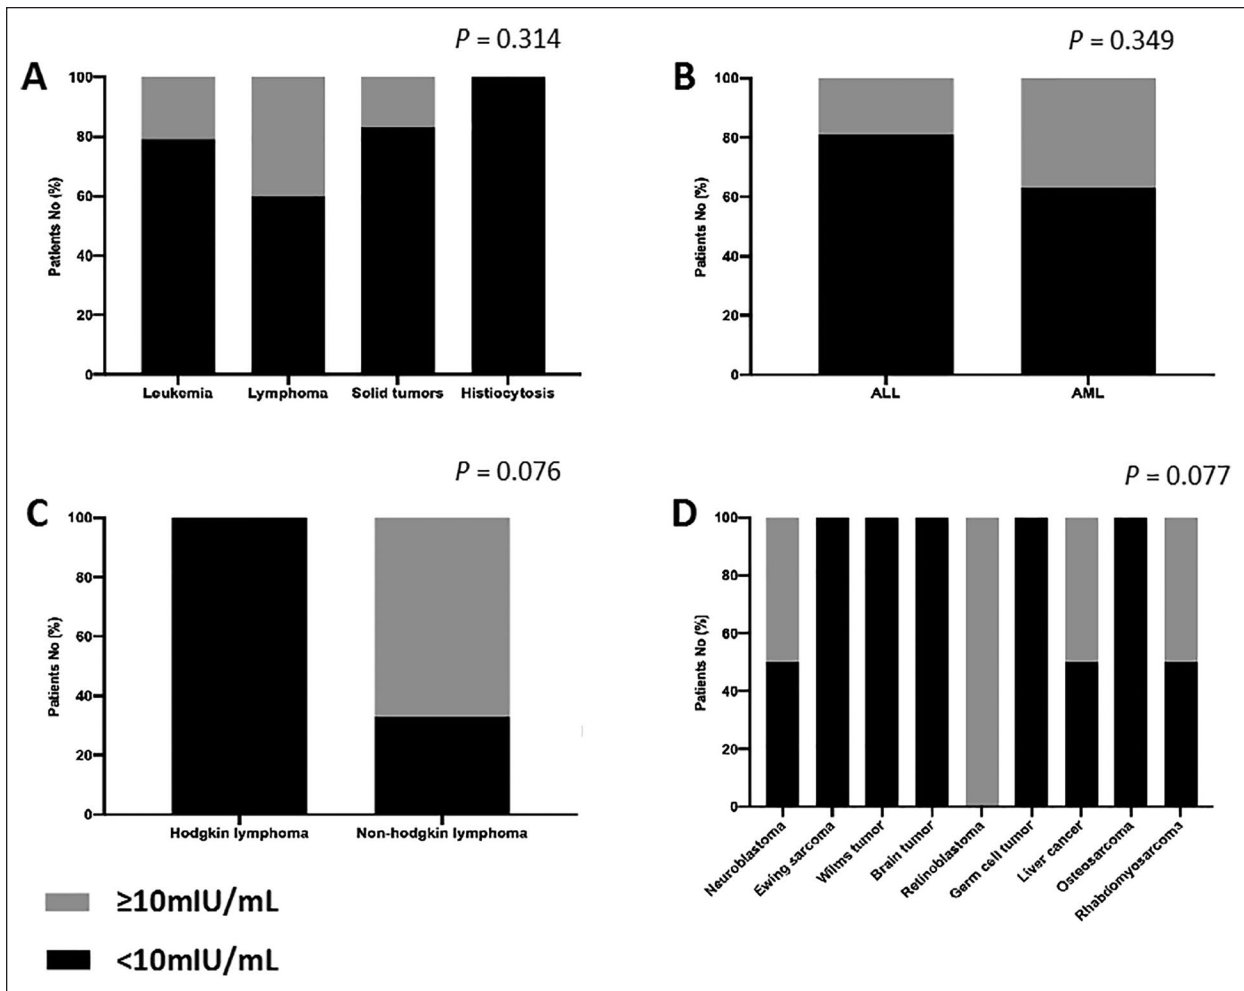 P = 0.314
A
100
80
60
40
20
0
Patients No (%)
Leukemia Lymphoma Solid tumors Histiocytosis
P = 0.349
B
100
80
60
40
20
0
Patients No (%)
ALL AML
P = 0.076
C
100
80
60
40
20
0
Patients No (%)
Hodgkin lymphoma Non-hodgkin lymphoma
P = 0.077
D
100
80
60
40
20
0
Patients No (%)
Neuroblastoma
Ewing sarcoma
Wilms tumor
Brain tumor
Retinoblastoma
Germ cell tumor
Liver cancer
Osteosarcoma
Rhabdomyosarcoma
≥10mIU/mL
<10mIU/mL